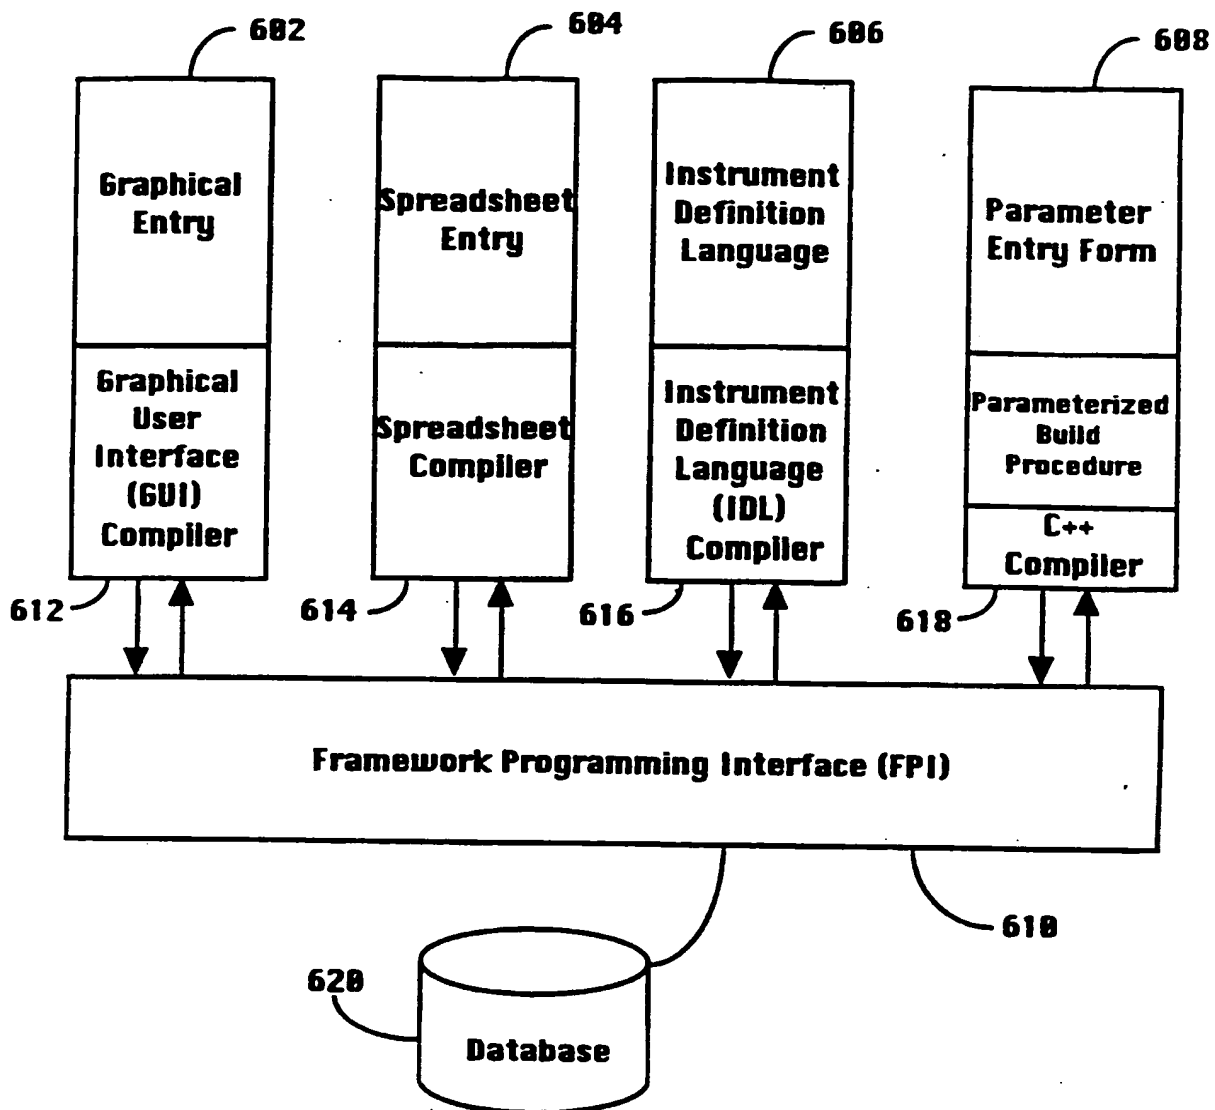 602
604
606
608
Graphical
Entry
Spreadsheet
Entry
Instrument
Definition
Language
Parameter
Entry Form
Graphical
User
Interface
(GUI)
Compiler
Spreadsheet
Compiler
Instrument
Definition
Language
(IDL)
Compiler
Parameterized
Build
Procedure
C++
Compiler
612
614
616
618
Framework Programming Interface (FPI)
610
620
Database